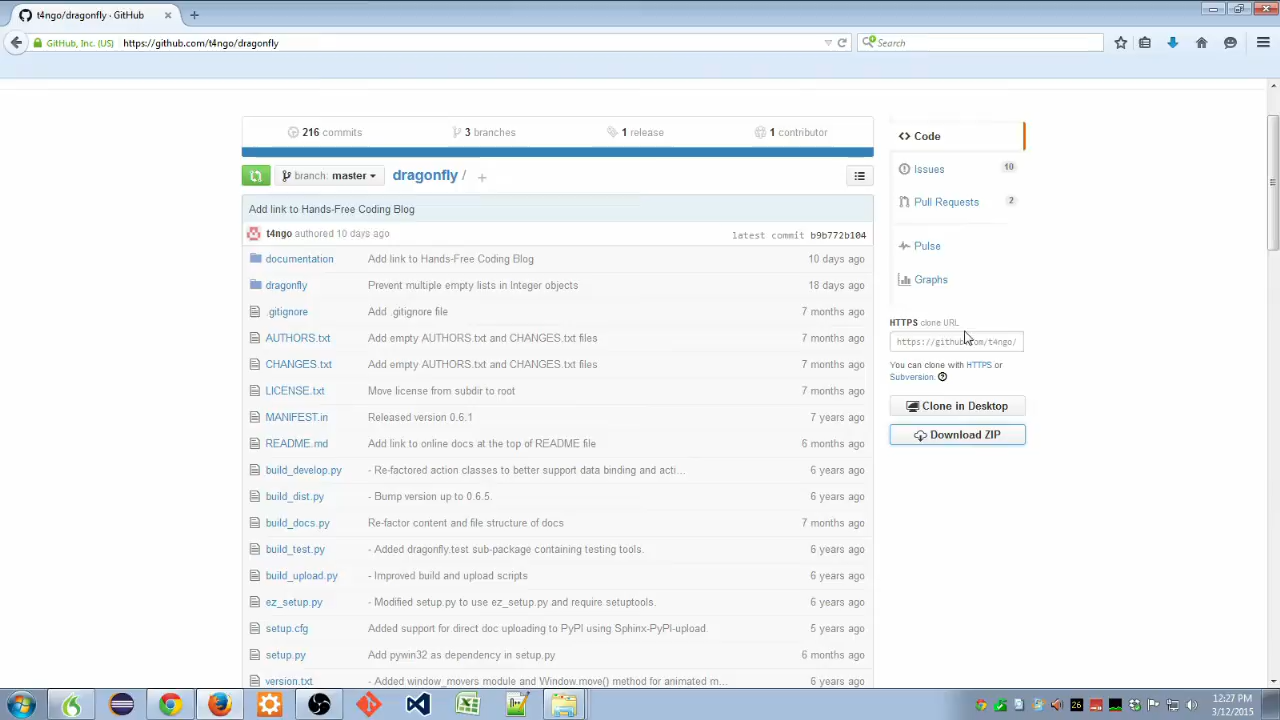 t4ngo/dragonfly · GitHub × +
GitHub, Inc. (US) https://github.com/t4ngo/dragonfly Search
216 commits 3 branches 1 release 1 contributor
branch: master dragonfly / +
Add link to Hands-Free Coding Blog
t4ngo authored 10 days ago latest commit b9b772b104
documentation Add link to Hands-Free Coding Blog 10 days ago
dragonfly Prevent multiple empty lists in Integer objects 18 days ago
.gitignore Add .gitignore file 7 months ago
AUTHORS.txt Add empty AUTHORS.txt and CHANGES.txt files 7 months ago
CHANGES.txt Add empty AUTHORS.txt and CHANGES.txt files 7 months ago
LICENSE.txt Move license from subdir to root 7 months ago
MANIFEST.in Released version 0.6.1 7 years ago
README.md Add link to online docs at the top of README file 6 months ago
build_develop.py - Re-factored action classes to better support data binding and acti... 6 years ago
build_dist.py - Bump version up to 0.6.5. 6 years ago
build_docs.py Re-factor content and file structure of docs 7 months ago
build_test.py - Added dragonfly.test sub-package containing testing tools. 6 years ago
build_upload.py - Improved build and upload scripts 6 years ago
ez_setup.py - Modified setup.py to use ez_setup.py and require setuptools. 6 years ago
setup.cfg Added support for direct doc uploading to PyPI using Sphinx-PyPI-upload. 5 years ago
setup.py Add pywin32 as dependency in setup.py 6 months ago
version.txt - Added window_movers module and Window.move() method for animated m... 6 years ago
Code
Issues 10
Pull Requests 2
Pulse
Graphs
HTTPS clone URL
https://github.com/t4ngo/
You can clone with HTTPS or
Subversion.
Clone in Desktop
Download ZIP
26
12:27 PM
3/12/2015